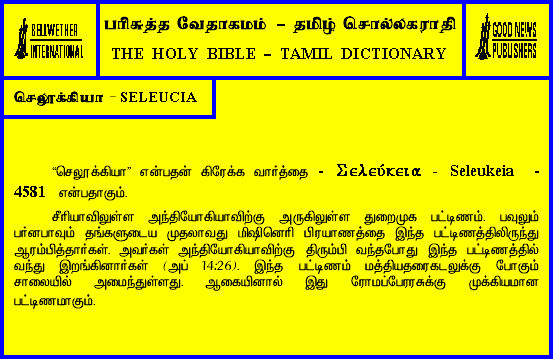 BELLWETHER
INTERNATIONAL
பரிசுத்த வேதாகமம் – தமிழ் சொல்லகராதி
THE HOLY BIBLE – TAMIL DICTIONARY
GOOD NEWS
PUBLISHERS
செலூக்கியா - SELEUCIA
“செலூக்கியா” என்பதன் கிரேக்க வார்த்தை - Σελεύκεια - Seleukeia -
4581 என்பதாகும்.
சீரியாவிலுள்ள அந்தியோகியாவிற்கு அருகிலுள்ள துறைமுக பட்டிணம். பவுலும்
பர்னபாவும் தங்களுடைய முதலாவது மிஷினெரி பிரயாணத்தை இந்த பட்டிணத்திலிருந்து
ஆரம்பித்தார்கள். அவர்கள் அந்தியோகியாவிற்கு திரும்பி வந்தபோது இந்த பட்டிணத்தில்
வந்து இறங்கினார்கள் (அப் 14:26). இந்த பட்டிணம் மத்தியதரைகடலுக்கு போகும்
சாலையில் அமைந்துள்ளது. ஆகையினால் இது ரோமப்பேரரசுக்கு முக்கியமான
பட்டிணமாகும்.